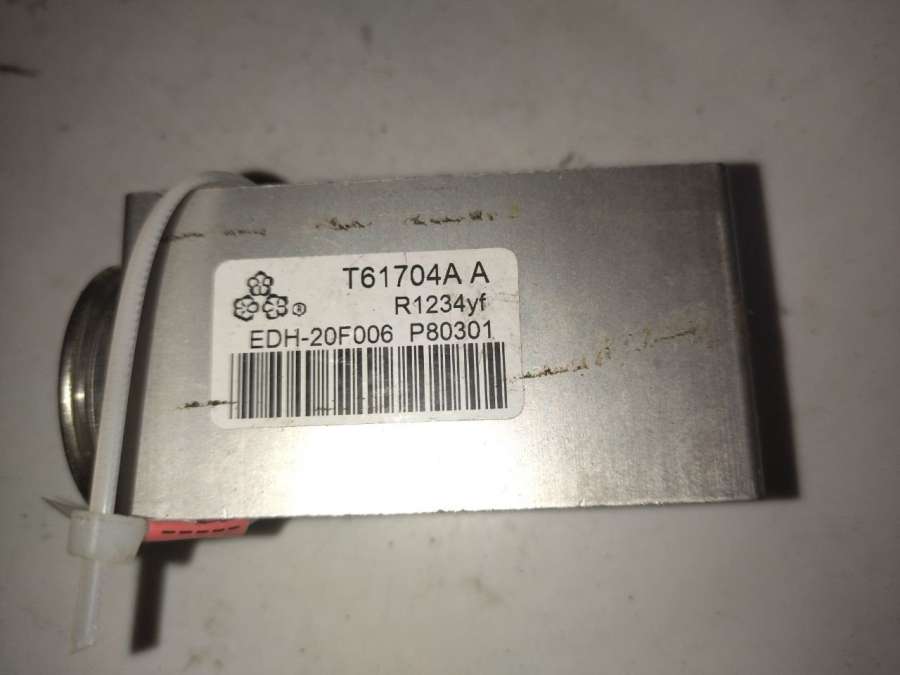 T61704A A
R1234yf
EDH-20F006 P80301
®